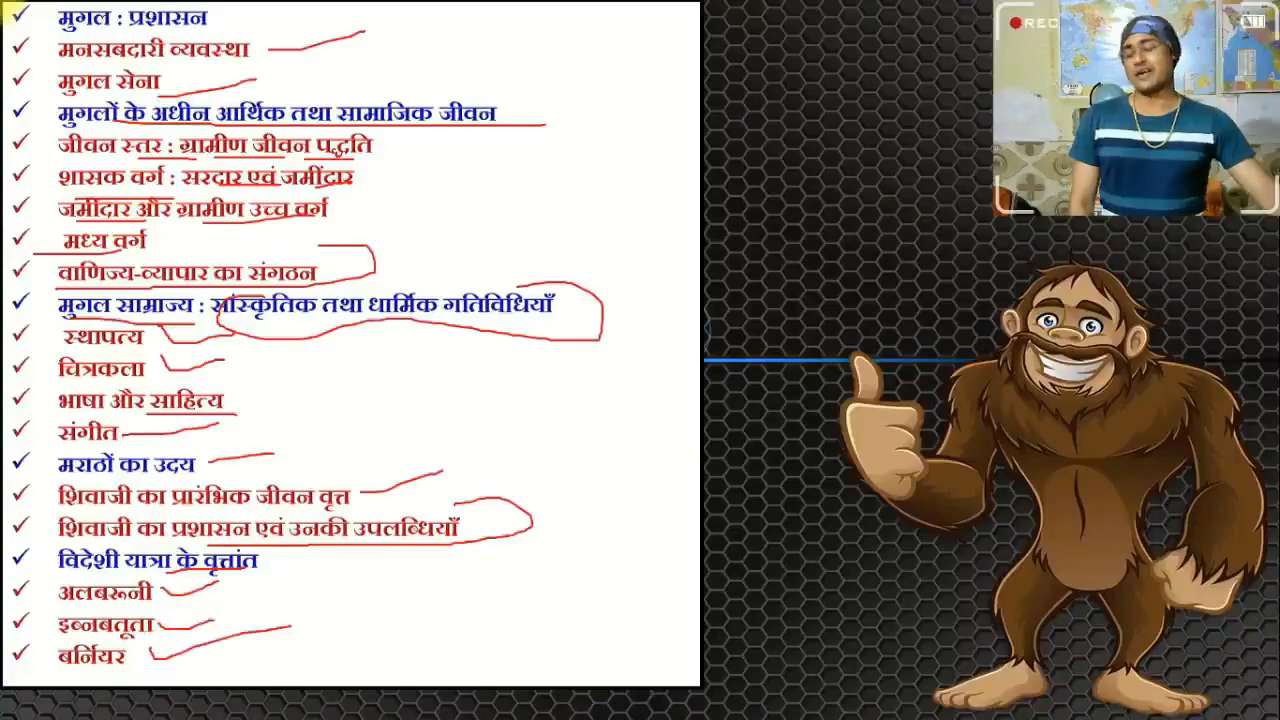 मुगल : प्रशासन
मनसबदारी व्यवस्था
मुगल सेना
मुगलों के अधीन आर्थिक तथा सामाजिक जीवन
जीवन स्तर : ग्रामीण जीवन पद्धति
शासक वर्ग : सरदार एवं जमींदार
जमींदार और ग्रामीण उच्च वर्ग
मध्य वर्ग
वाणिज्य-व्यापार का संगठन
मुगल साम्राज्य : सांस्कृतिक तथा धार्मिक गतिविधियाँ
स्थापत्य
चित्रकला
भाषा और साहित्य
संगीत
मराठों का उदय
शिवाजी का प्रारंभिक जीवन वृत्त
शिवाजी का प्रशासन एवं उनकी उपलब्धियाँ
विदेशी यात्रा के वृत्तांत
अलबरूनी
इब्नबतूता
बर्नियर
REC